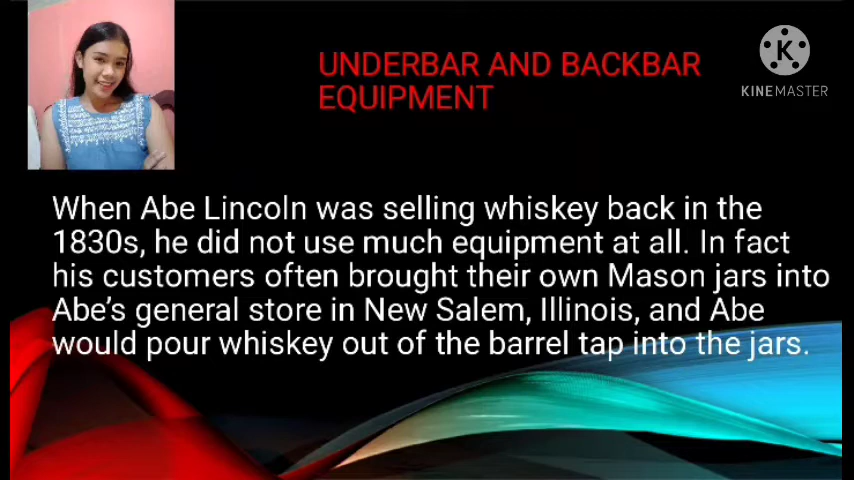 UNDERBAR AND BACKBAR
EQUIPMENT
KINEMASTER
When Abe Lincoln was selling whiskey back in the
1830s, he did not use much equipment at all. In fact
his customers often brought their own Mason jars into
Abe’s general store in New Salem, Illinois, and Abe
would pour whiskey out of the barrel tap into the jars.